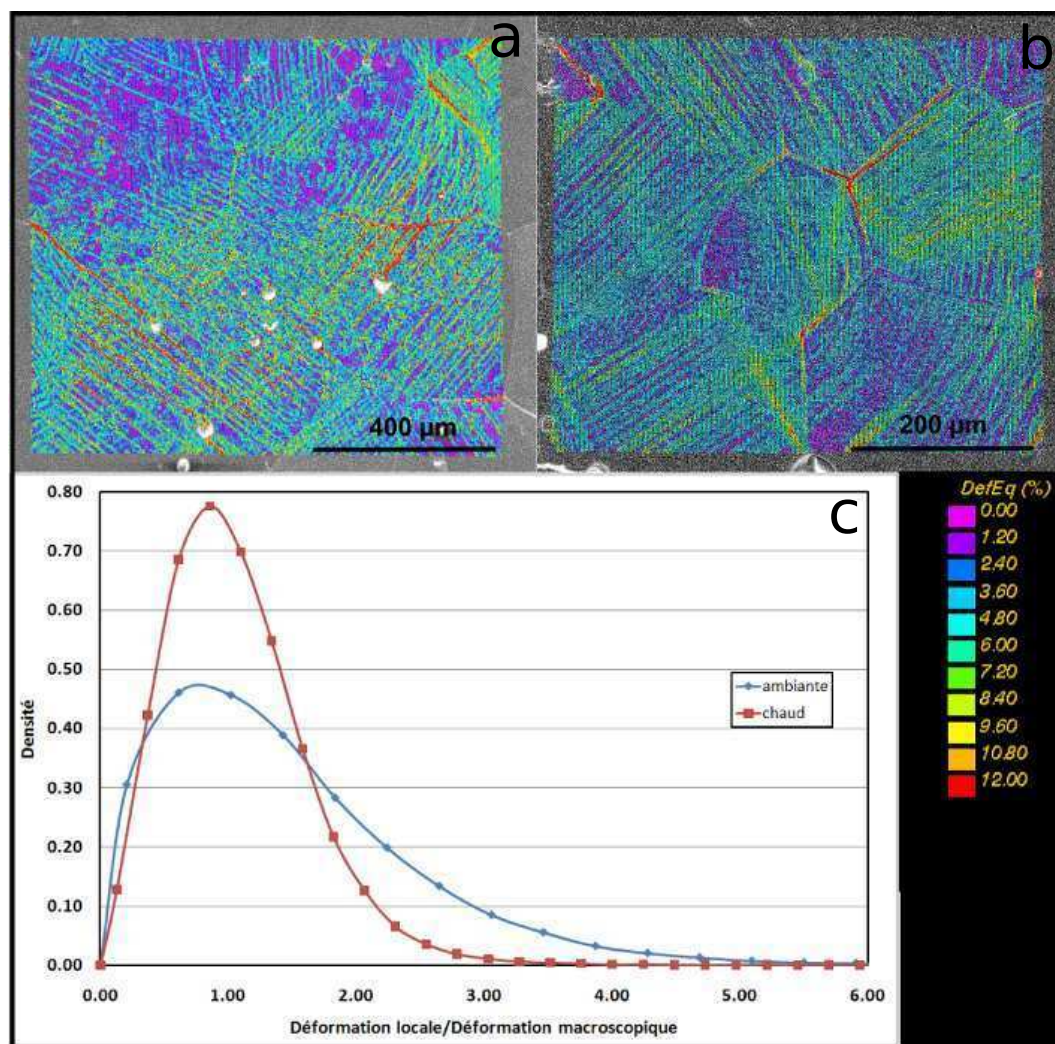 a
b
400 µm
200 µm
c
DefEq (%)
0.00
1.20
2.40
3.60
4.80
6.00
7.20
8.40
9.60
10.80
12.00
0.80
0.70
0.60
0.50
0.40
0.30
0.20
0.10
0.00
Densité
ambiante
chaud
0.00 1.00 2.00 3.00 4.00 5.00 6.00
Déformation locale/Déformation macroscopique